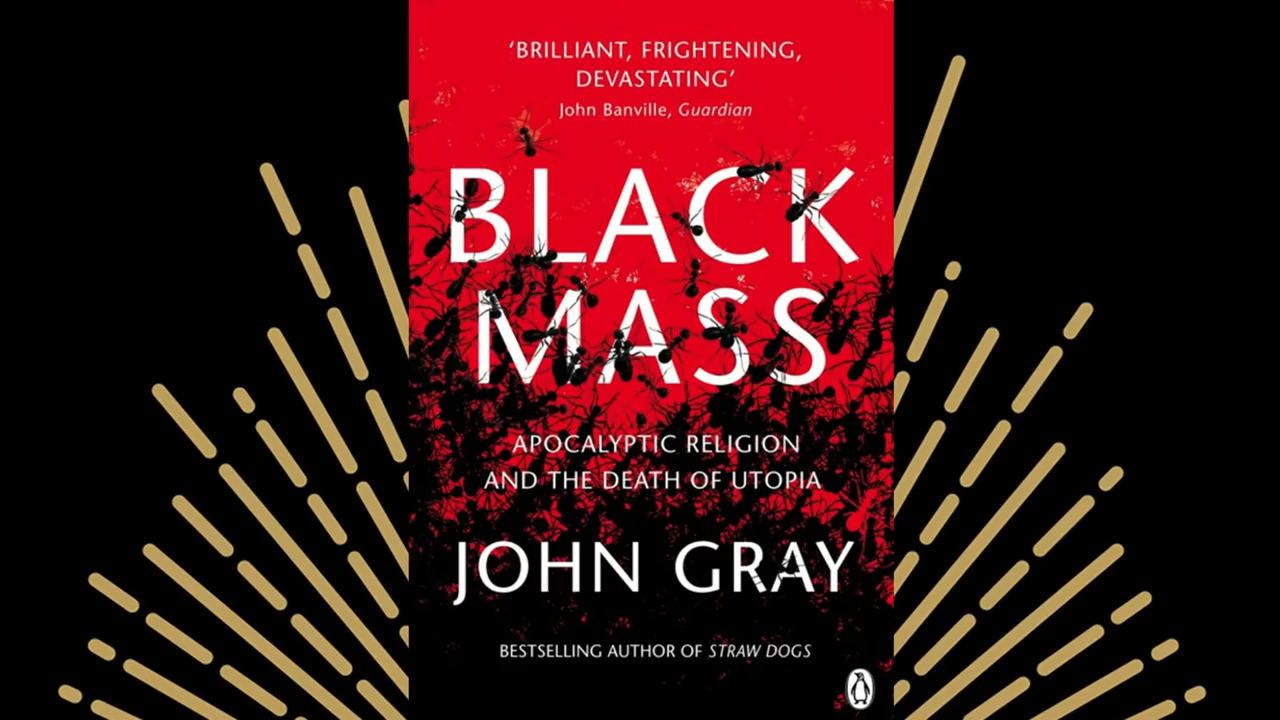 ‘BRILLIANT, FRIGHTENING,
DEVASTATING’
John Banville, Guardian
BLACK
MASS
APOCALYPTIC RELIGION
AND THE DEATH OF UTOPIA
JOHN GRAY
BESTSELLING AUTHOR OF STRAW DOGS